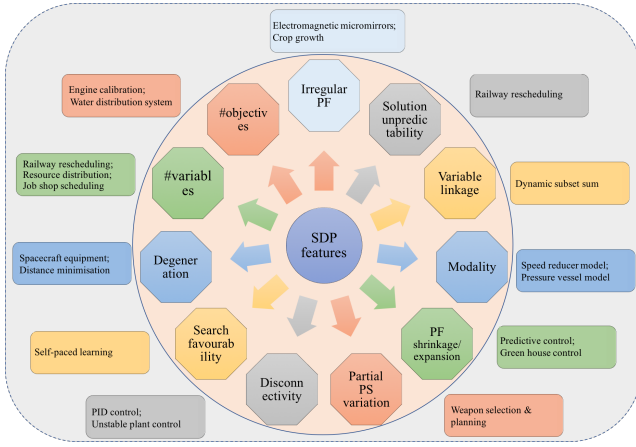 Electromagnetic micromirrors;
Crop growth
Irregular
PF
Solution
unpredic
tability
Railway rescheduling
Variable
linkage
Dynamic subset sum
Modality
Speed reducer model;
Pressure vessel model
PF
shrinkage/
expansion
Predictive control;
Green house control
Partial
PS
variation
Weapon selection &
planning
Disconn
ectivity
PID control;
Unstable plant control
Search
favourab
ility
Self-paced learning
Degener
ation
Spacecraft equipment;
Distance minimisation
#variabl
es
Railway rescheduling;
Resource distribution;
Job shop scheduling
#objectiv
es
Engine calibration;
Water distribution system
SDP
features